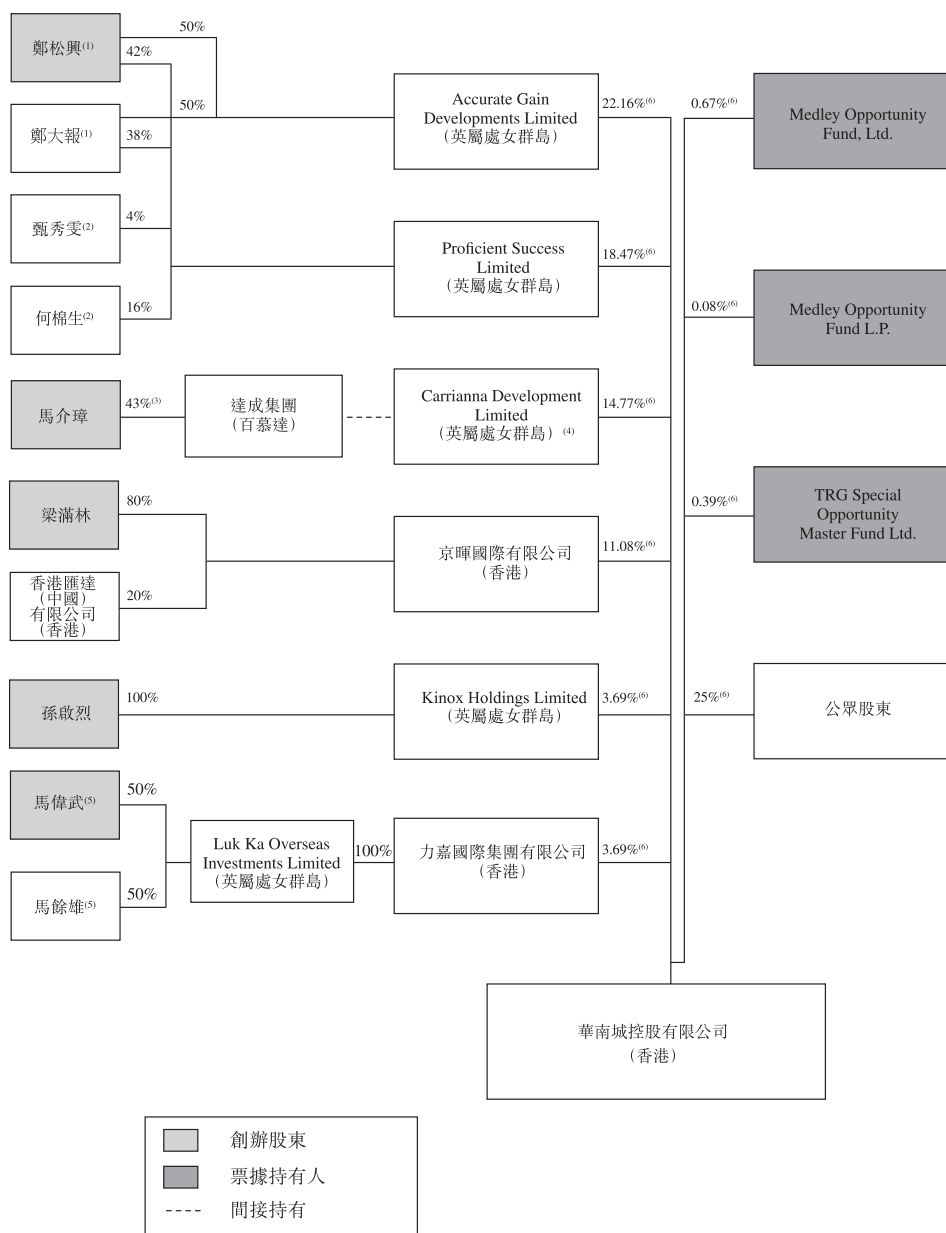 鄭松興(1)
50%
42%
鄭大報(1)
50%
38%
甄秀雯(2)
4%
何棉生(2)
16%
Accurate Gain
Developments Limited
(英屬處女群島)
22.16%(6)
Proficient Success
Limited
(英屬處女群島)
18.47%(6)
馬介璋
43%(3)
達成集團
(百慕達)
Carrianna Development
Limited
(英屬處女群島) (4)
14.77%(6)
梁滿林
80%
香港匯達
(中國)
有限公司
(香港)
20%
京暉國際有限公司
(香港)
11.08%(6)
孫啟烈
100%
Kinox Holdings Limited
(英屬處女群島)
3.69%(6)
馬偉武(5)
50%
馬餘雄(5)
50%
Luk Ka Overseas
Investments Limited
(英屬處女群島)
100%
力嘉國際集團有限公司
(香港)
3.69%(6)
0.67%(6)
Medley Opportunity
Fund, Ltd.
0.08%(6)
Medley Opportunity
Fund L.P.
0.39%(6)
TRG Special
Opportunity
Master Fund Ltd.
25%(6)
公眾股東
華南城控股有限公司
(香港)
創辦股東
票據持有人
間接持有